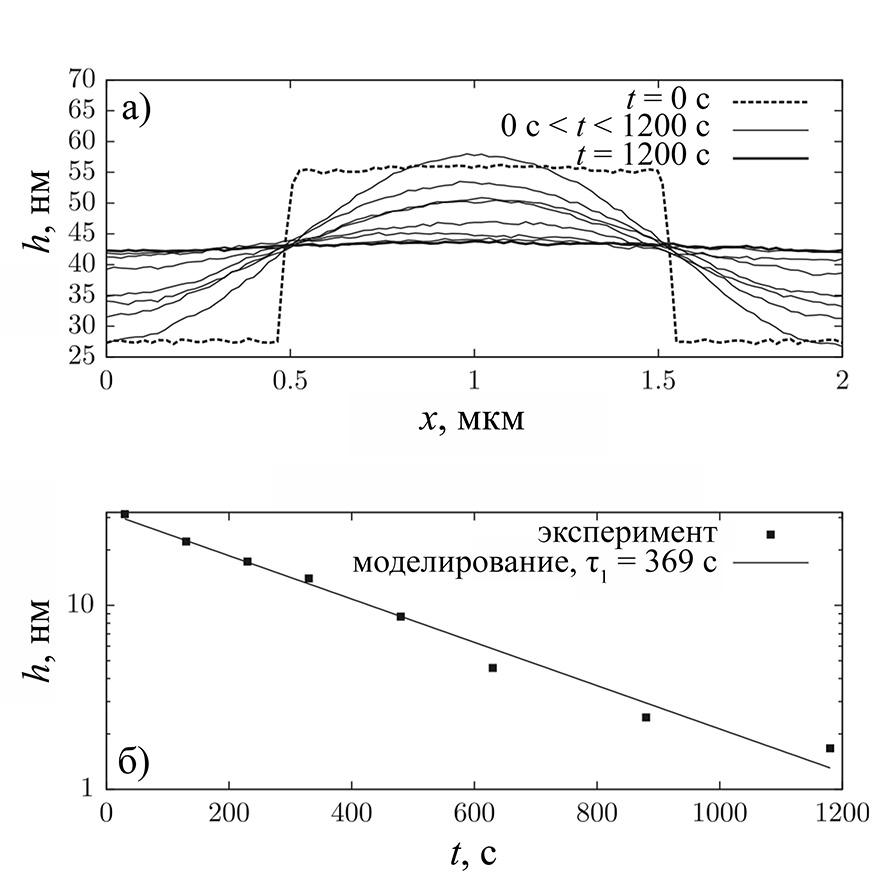 70
65
60
55
50
45
40
35
30
25
h, нм
а)
t = 0 с
0 с < t < 1200 с
t = 1200 с
0 0.5 1 1.5 2
x, мкм
10
1
h, нм
эксперимент
моделирование, τ₁ = 369 с
б)
0 200 400 600 800 1000 1200
t, с